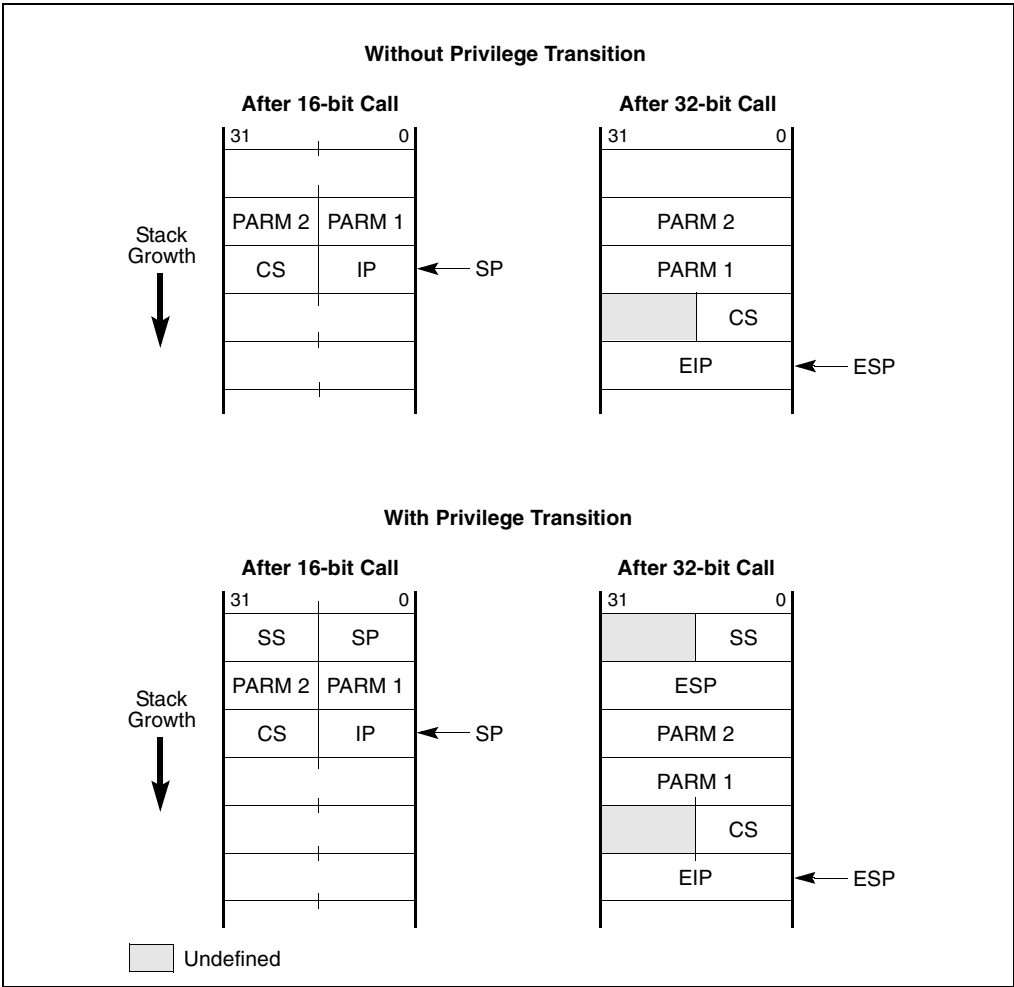 Without Privilege Transition
After 16-bit Call After 32-bit Call
31 0 31 0
PARM 2 PARM 1 PARM 2
Stack
Growth
CS IP SP PARM 1
CS
EIP ESP
With Privilege Transition
After 16-bit Call After 32-bit Call
31 0 31 0
SS SP SS
PARM 2 PARM 1 ESP
Stack
Growth
CS IP SP PARM 2
PARM 1
CS
EIP ESP
Undefined